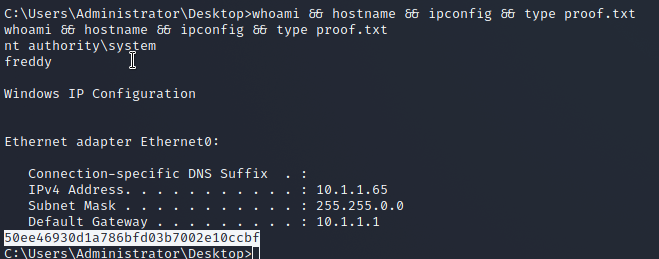 C:\Users\Administrator\Desktop>whoami && hostname && ipconfig && type proof.txt
whoami && hostname && ipconfig && type proof.txt
nt authority\system
freddy
Windows IP Configuration
Ethernet adapter Ethernet0:
   Connection-specific DNS Suffix  . :
   IPv4 Address. . . . . . . . . . . : 10.1.1.65
   Subnet Mask . . . . . . . . . . . : 255.255.0.0
   Default Gateway . . . . . . . . . : 10.1.1.1
50ee46930d1a786bfd03b7002e10ccbf
C:\Users\Administrator\Desktop>